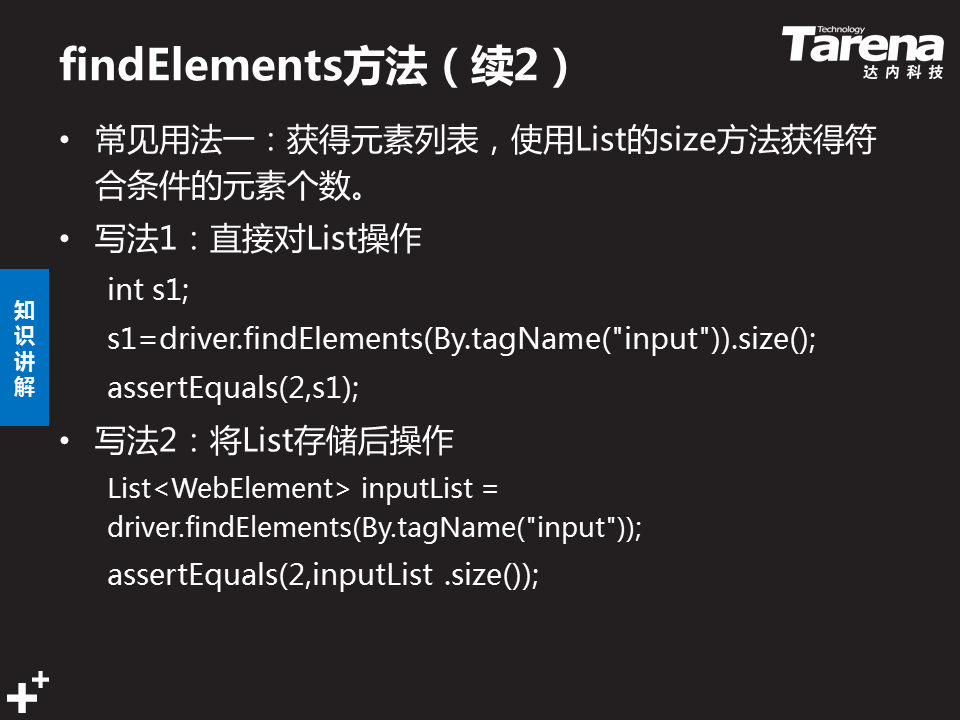 findElements方法（续2）
Technology
Tarena
达内科技
• 常见用法一：获得元素列表，使用List的size方法获得符
合条件的元素个数。
• 写法1：直接对List操作
int s1;
s1=driver.findElements(By.tagName("input")).size();
assertEquals(2,s1);
知
识
讲
解
• 写法2：将List存储后操作
List<WebElement> inputList =
driver.findElements(By.tagName("input"));
assertEquals(2,inputList .size());